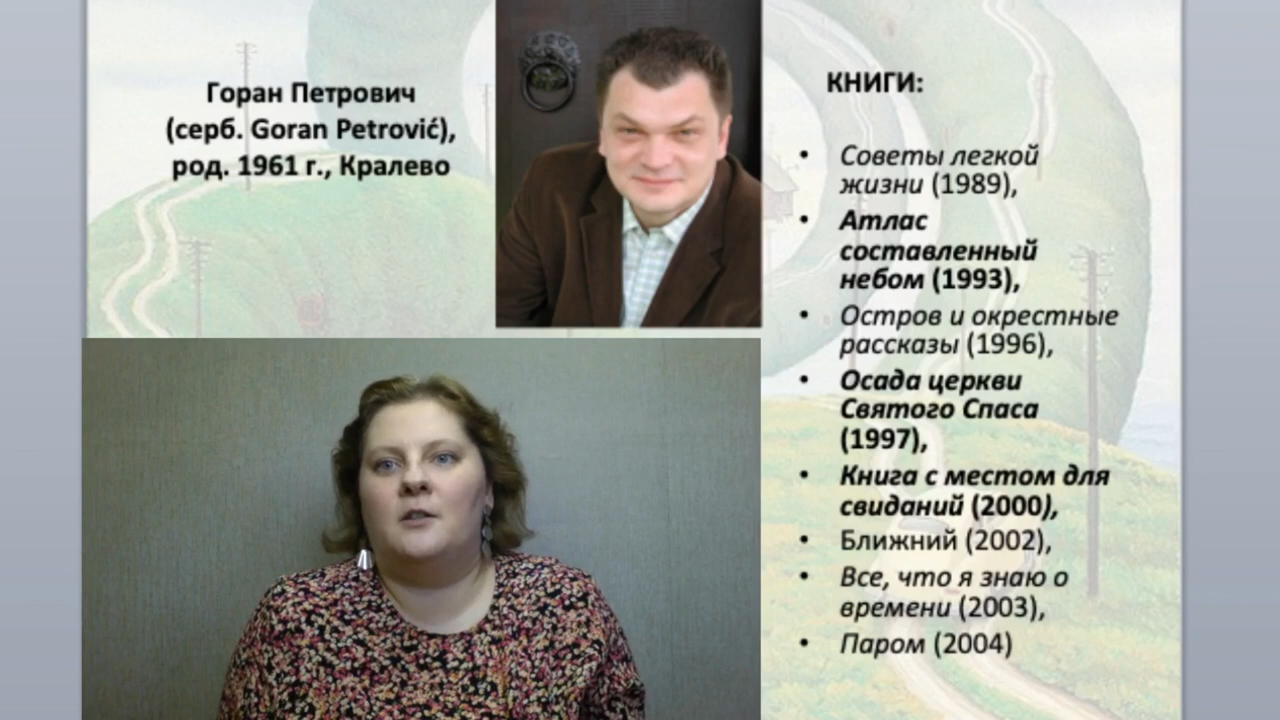 Горан Петрович
(серб. Goran Petrović),
род. 1961 г., Кралево
КНИГИ:
• Советы легкой
жизни (1989),
• Атлас
составленный
небом (1993),
• Остров и окрестные
рассказы (1996),
• Осада церкви
Святого Спаса
(1997),
• Книга с местом для
свиданий (2000),
• Ближний (2002),
• Все, что я знаю о
времени (2003),
• Паром (2004)